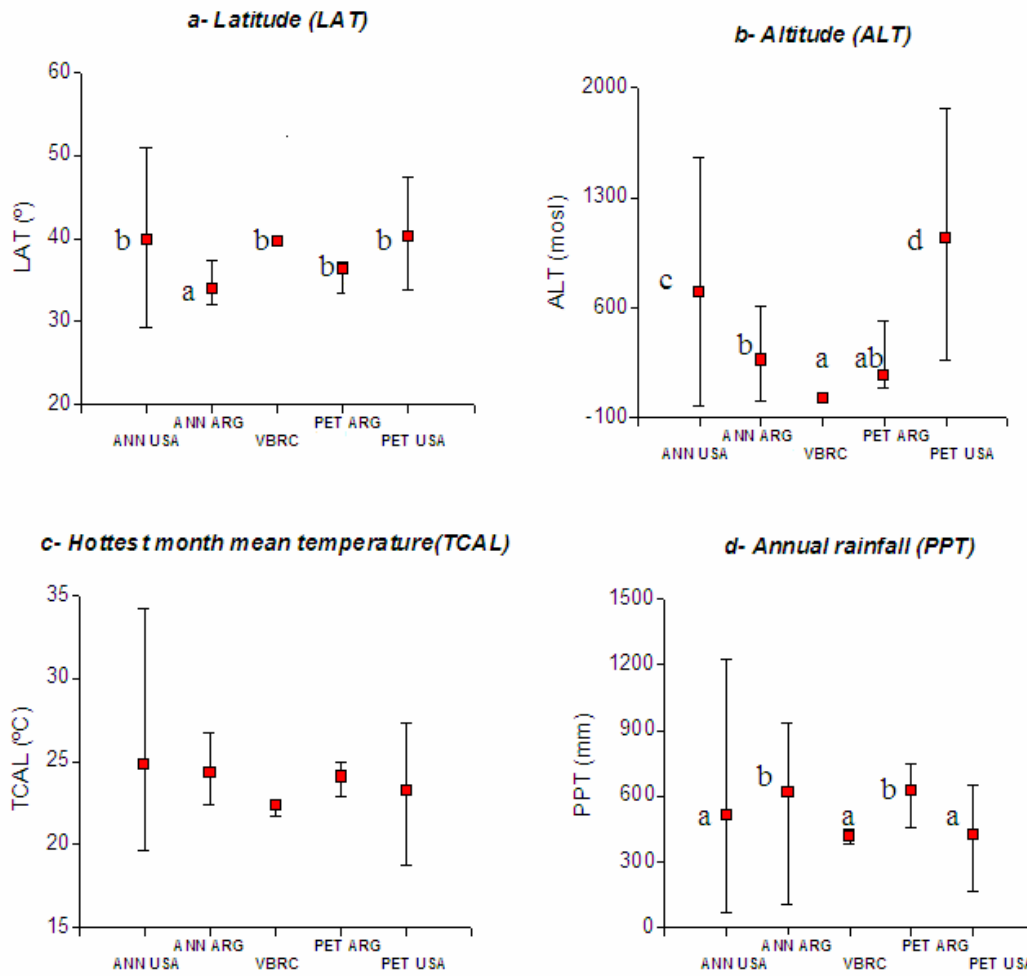 a- Latitude (LAT)
60
50
40
30
20
LAT (º)
b
a
b
b
b
ANN USA
ANN ARG
VBRC
PET ARG
PET USA
b- Altitude (ALT)
2000
1300
600
-100
ALT (mosl)
c
b
a
ab
d
ANN USA
ANN ARG
VBRC
PET ARG
PET USA
c- Hottest month mean temperature(TCAL)
35
30
25
20
15
TCAL (ºC)
ANN USA
ANN ARG
VBRC
PET ARG
PET USA
d- Annual rainfall (PPT)
1500
1200
900
600
300
0
PPT (mm)
a
b
a
b
a
ANN USA
ANN ARG
VBRC
PET ARG
PET USA